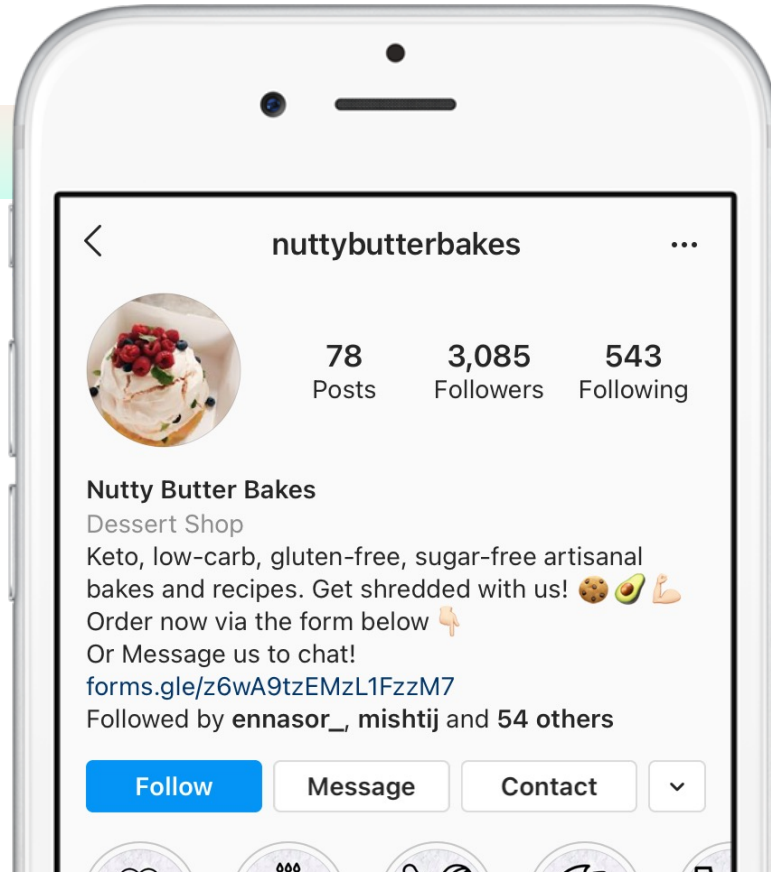 nuttybutterbakes
78 3,085 543
Posts Followers Following
Nutty Butter Bakes
Dessert Shop
Keto, low-carb, gluten-free, sugar-free artisanal
bakes and recipes. Get shredded with us! 🍪🥑💪🏻
Order now via the form below 👇🏻
Or Message us to chat!
forms.gle/z6wA9tzEMzL1FzzM7
Followed by ennasor_, mishtij and 54 others
Follow Message Contact